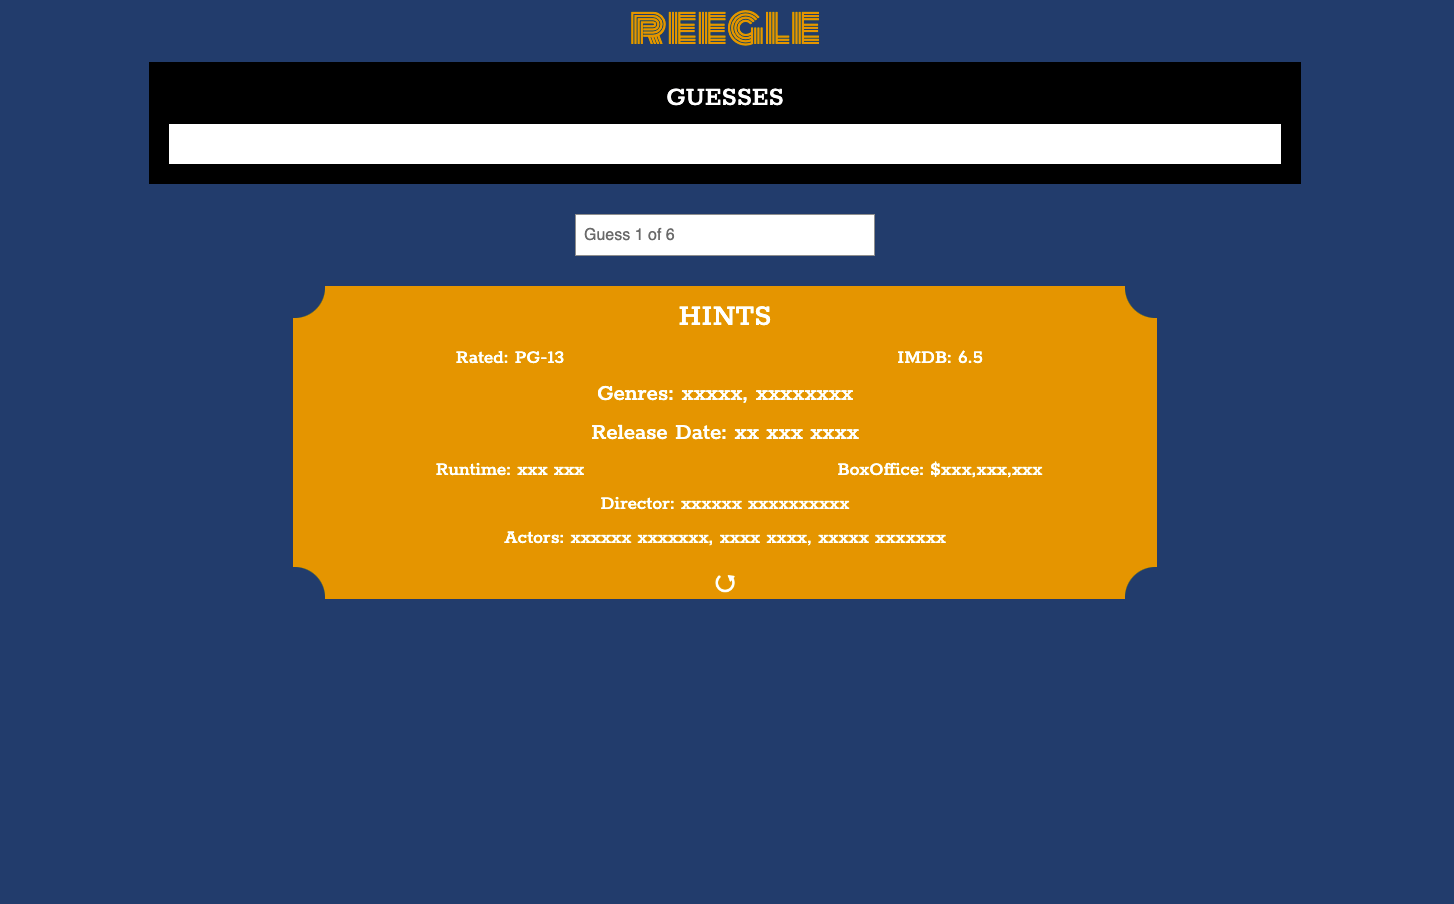 REEGLE
GUESSES
Guess 1 of 6
HINTS
Rated: PG-13 IMDB: 6.5
Genres: xxxxx, xxxxxxxx
Release Date: xx xxx xxxx
Runtime: xxx xxx BoxOffice: $xxx,xxx,xxx
Director: xxxxxx xxxxxxxxxx
Actors: xxxxxx xxxxxxx, xxxx xxxx, xxxxx xxxxxxx